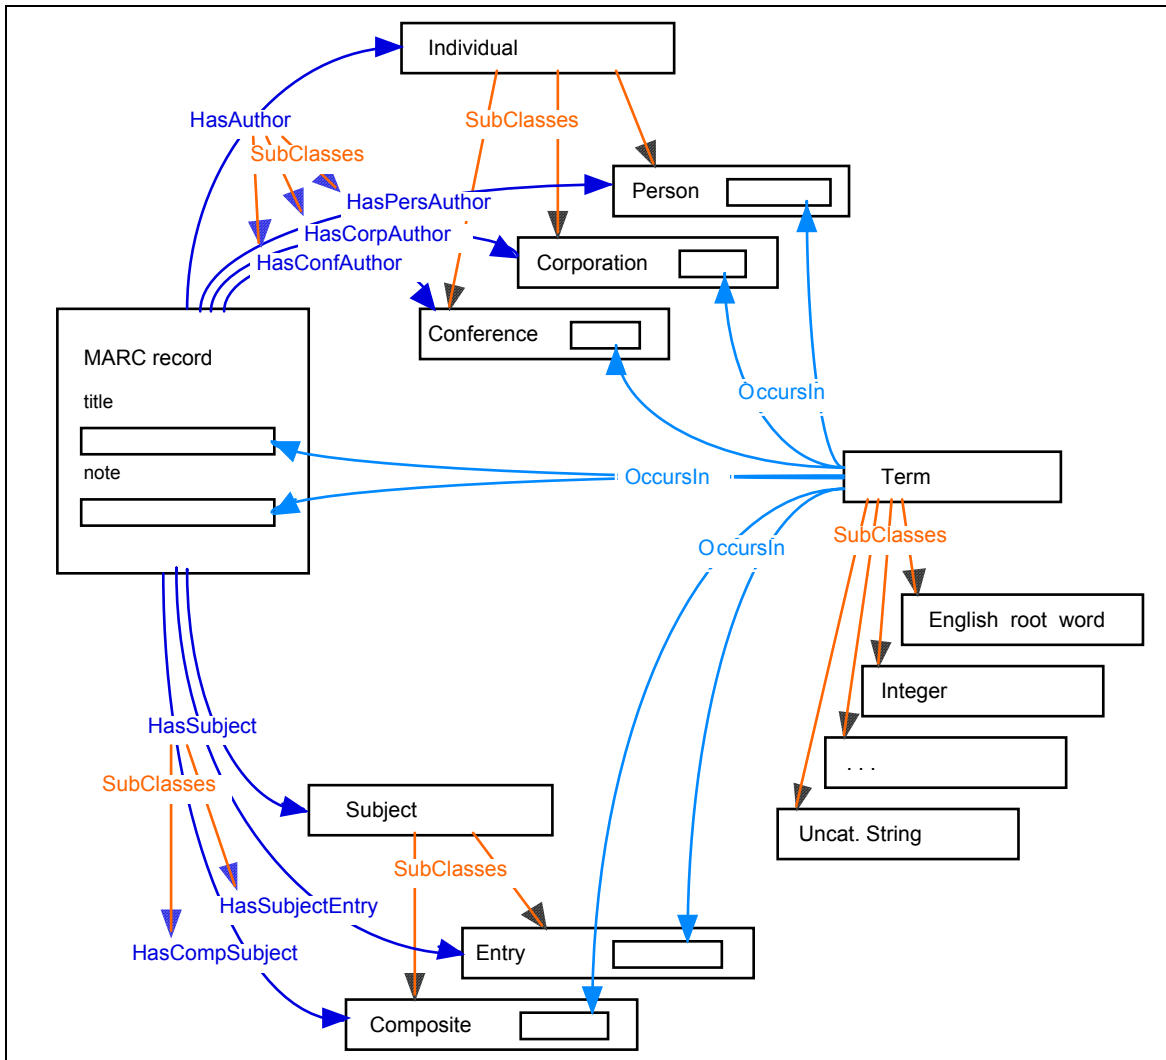 Individual
HasAuthor
SubClasses
SubClasses
Person
HasPersAuthor
HasCorpAuthor
HasConfAuthor
Corporation
Conference
MARC record
title
note
OccursIn
OccursIn
Term
OccursIn
SubClasses
English root word
Integer
. . .
Uncat. String
HasSubject
SubClasses
Subject
SubClasses
HasSubjectEntry
HasCompSubject
Entry
Composite